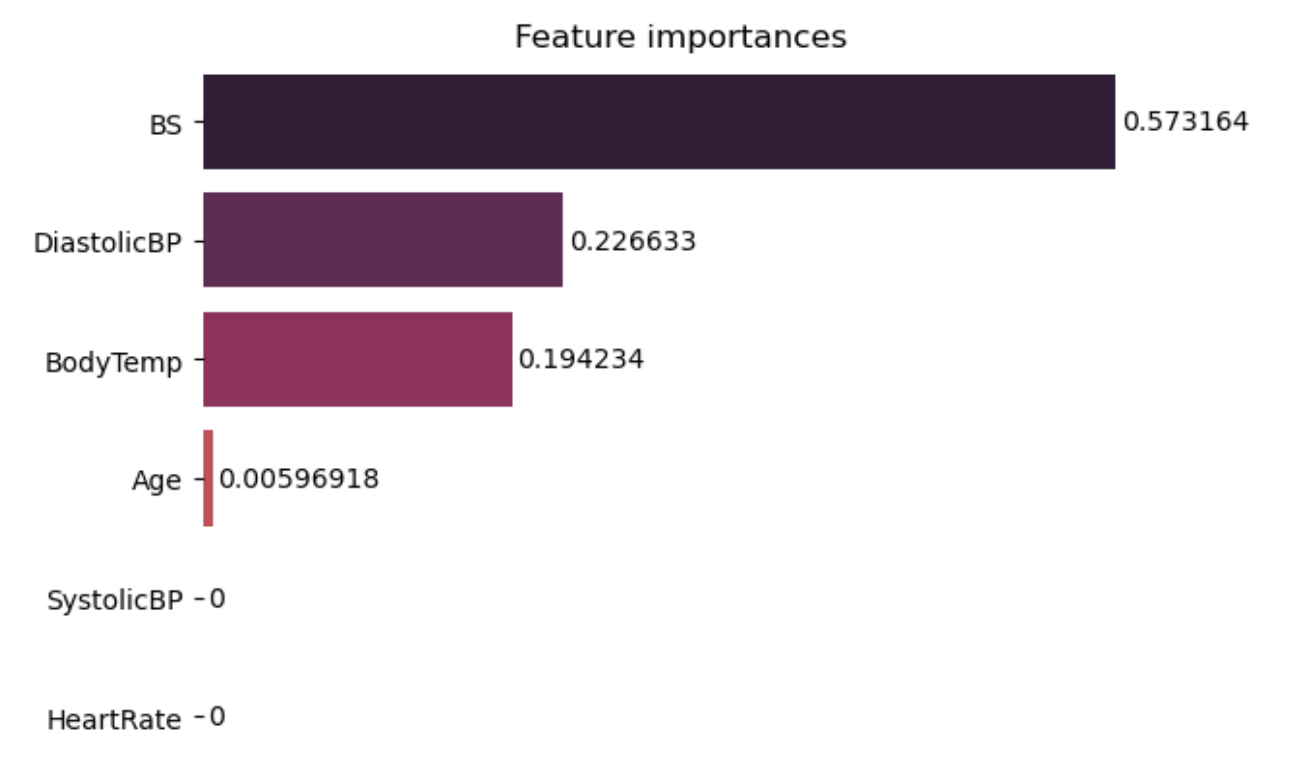 Feature importances
BS 0.573164
DiastolicBP 0.226633
BodyTemp 0.194234
Age 0.00596918
SystolicBP 0
HeartRate 0